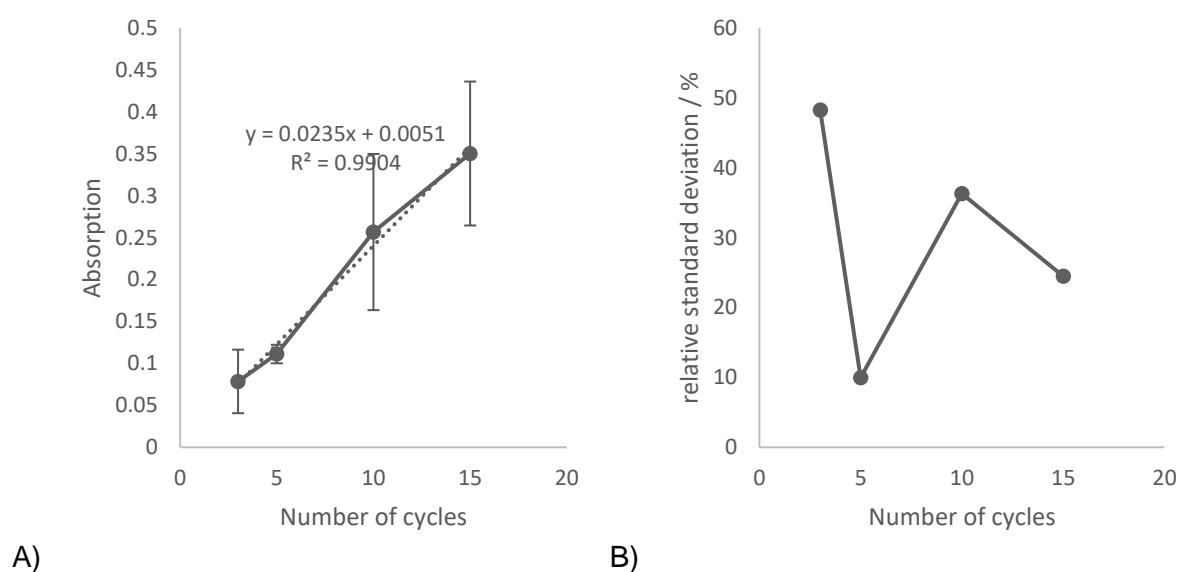 0.5
0.45
0.4
0.35
0.3
0.25
0.2
0.15
0.1
0.05
0
Absorption
y = 0.0235x + 0.0051
R² = 0.9904
0 5 10 15 20
Number of cycles
A)
60
50
40
30
20
10
0
relative standard deviation / %
0 5 10 15 20
Number of cycles
B)